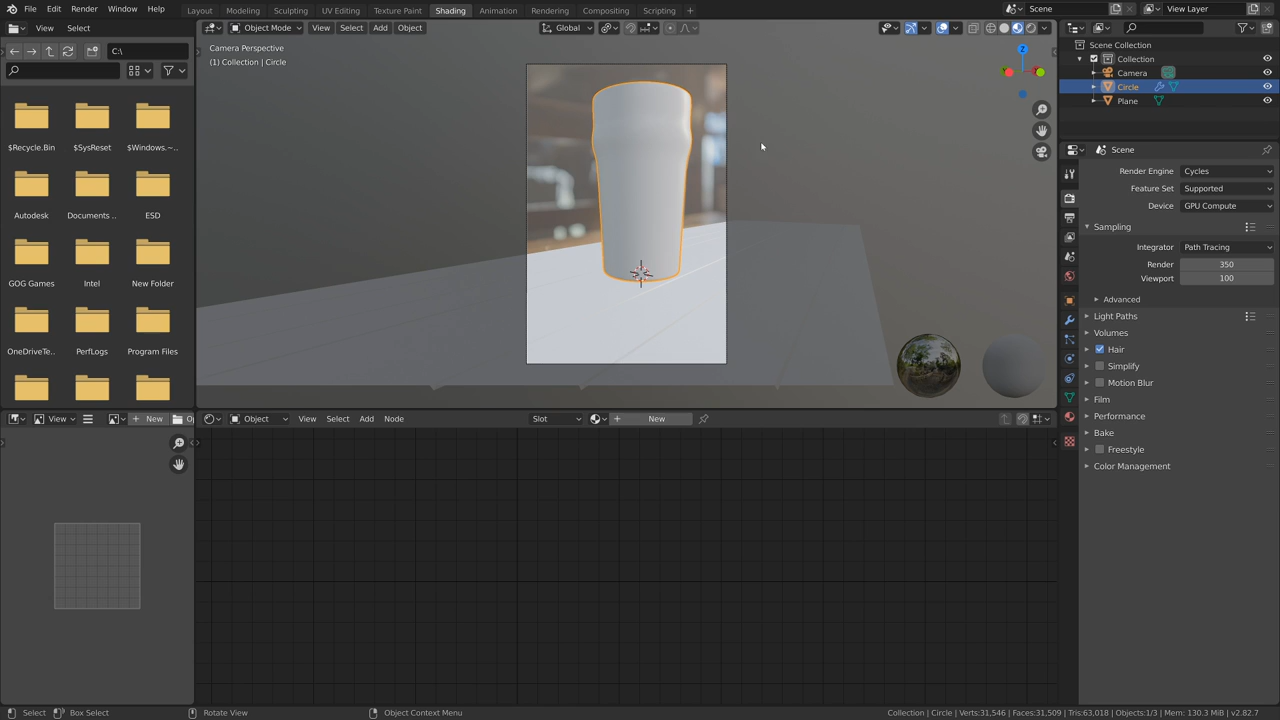 File Edit Render Window Help Layout Modeling Sculpting UV Editing Texture Paint Shading Animation Rendering Compositing Scripting + Scene View Layer
View Select
Object Mode View Select Add Object Global
C:\
Camera Perspective
(1) Collection | Circle
$Recycle.Bin $SysReset $Windows.~..
Autodesk Documents .. ESD
GOG Games Intel New Folder
OneDriveTe.. PerfLogs Program Files
Scene Collection
Collection
Camera
Circle
Plane
Scene
Render Engine Cycles
Feature Set Supported
Device GPU Compute
Sampling
Integrator Path Tracing
Render 350
Viewport 100
Advanced
Light Paths
Volumes
Hair
Simplify
Motion Blur
Film
Performance
Bake
Freestyle
Color Management
View + New Op
Object View Select Add Node Slot + New
Select Box Select Rotate View Object Context Menu Collection | Circle | Verts:31,546 | Faces:31,509 | Tris:63,018 | Objects:1/3 | Mem: 130.3 MiB | v2.82.7